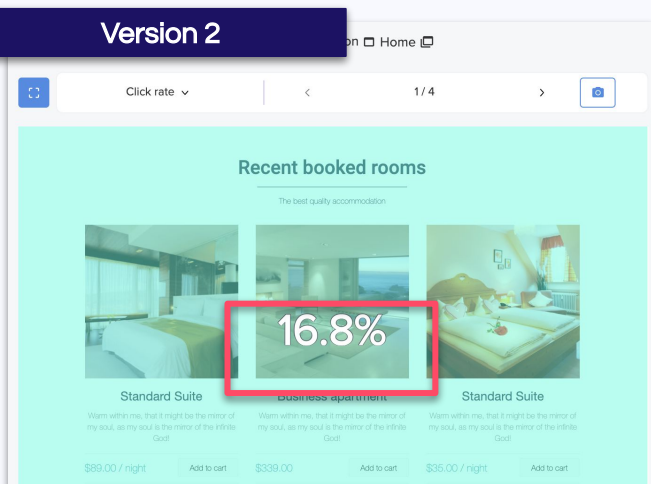 Version 2
on Home
Click rate
1 / 4
Recent booked rooms
The best quality accommodation
16.8%
Standard Suite
Business apartment
Standard Suite
Warm within me, that it might be the mirror of
my soul, as my soul is the mirror of the infinite
God!
Warm within me, that it might be the mirror of
my soul, as my soul is the mirror of the infinite
God!
Warm within me, that it might be the mirror of
my soul, as my soul is the mirror of the infinite
God!
$89.00 / night Add to cart
$339.00 Add to cart
$35.00 / night Add to cart